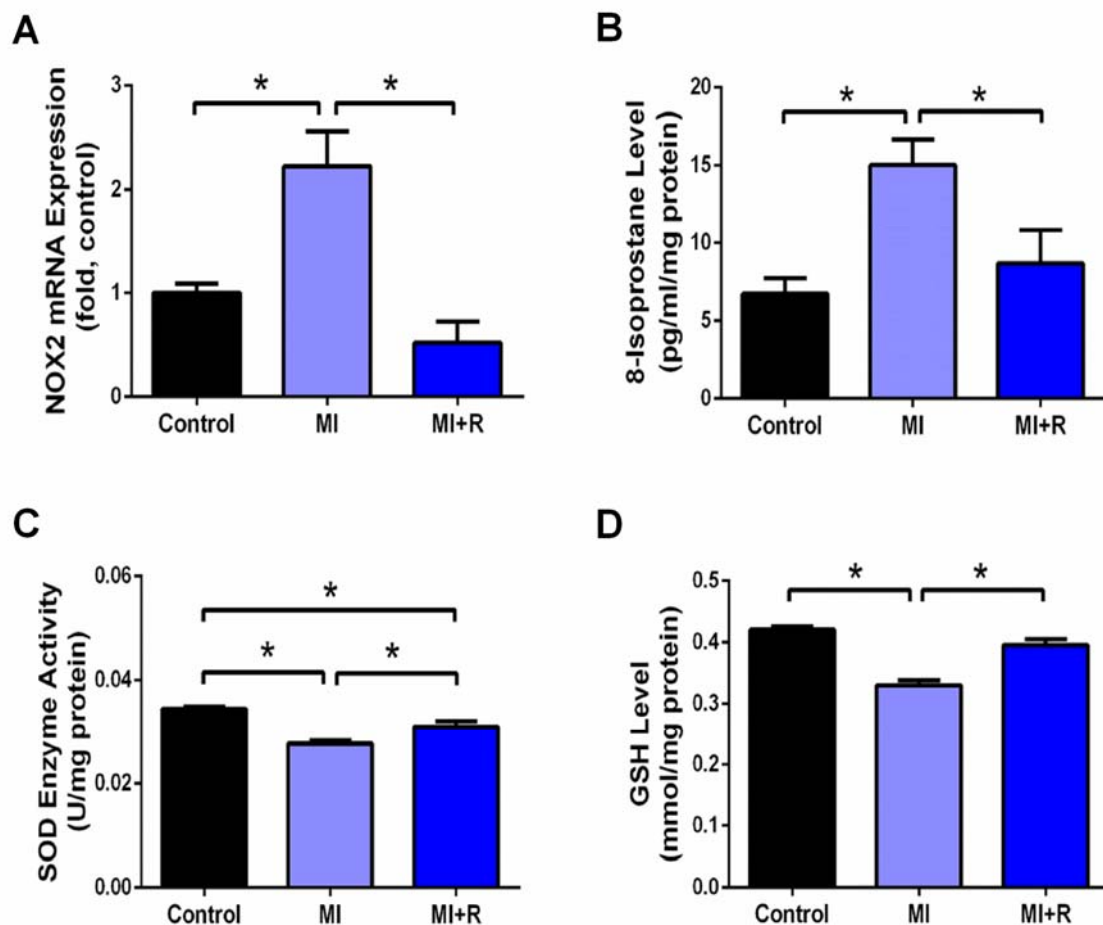 A
NOX2 mRNA Expression
(fold, control)
3
2
1
0
*
*
Control
MI
MI+R
B
8-Isoprostane Level
(pg/ml/mg protein)
20
15
10
5
0
*
*
Control
MI
MI+R
C
SOD Enzyme Activity
(U/mg protein)
0.06
0.04
0.02
0.00
*
*
*
Control
MI
MI+R
D
GSH Level
(mmol/mg protein)
0.5
0.4
0.3
0.2
0.1
0.0
*
*
Control
MI
MI+R